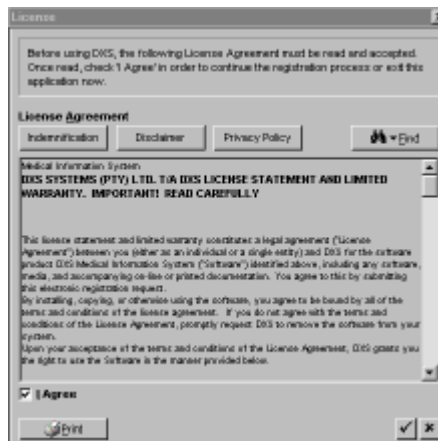 License
Before using DXS, the following License Agreement must be read and accepted.
Once read, check 'I Agree' in order to continue the registration process or exit this
application now.
License Agreement
Indemnification Disclaimer Privacy Policy Find
Medical Information System
DXS SYSTEMS (PTY) LTD. T/A DXS LICENSE STATEMENT AND LIMITED
WARRANTY. IMPORTANT! READ CAREFULLY
This license statement and limited warranty constitutes a legal agreement ("License
Agreement") between you (either as an individual or a single entity) and DXS for the software
product DXS Medical Information System ("Software") identified above, including any software,
media, and accompanying on-line or printed documentation. You agree to this by submitting
this electronic registration request.
By installing, copying, or otherwise using the software, you agree to be bound by all of the
terms and conditions of the license agreement. If you do not agree with the terms and
conditions of the License Agreement, promptly request DXS to remove the software from your
system.
Upon your acceptance of the terms and conditions of the License Agreement, DXS grants you
the right to use the Software in the manner provided below.
I Agree
Print